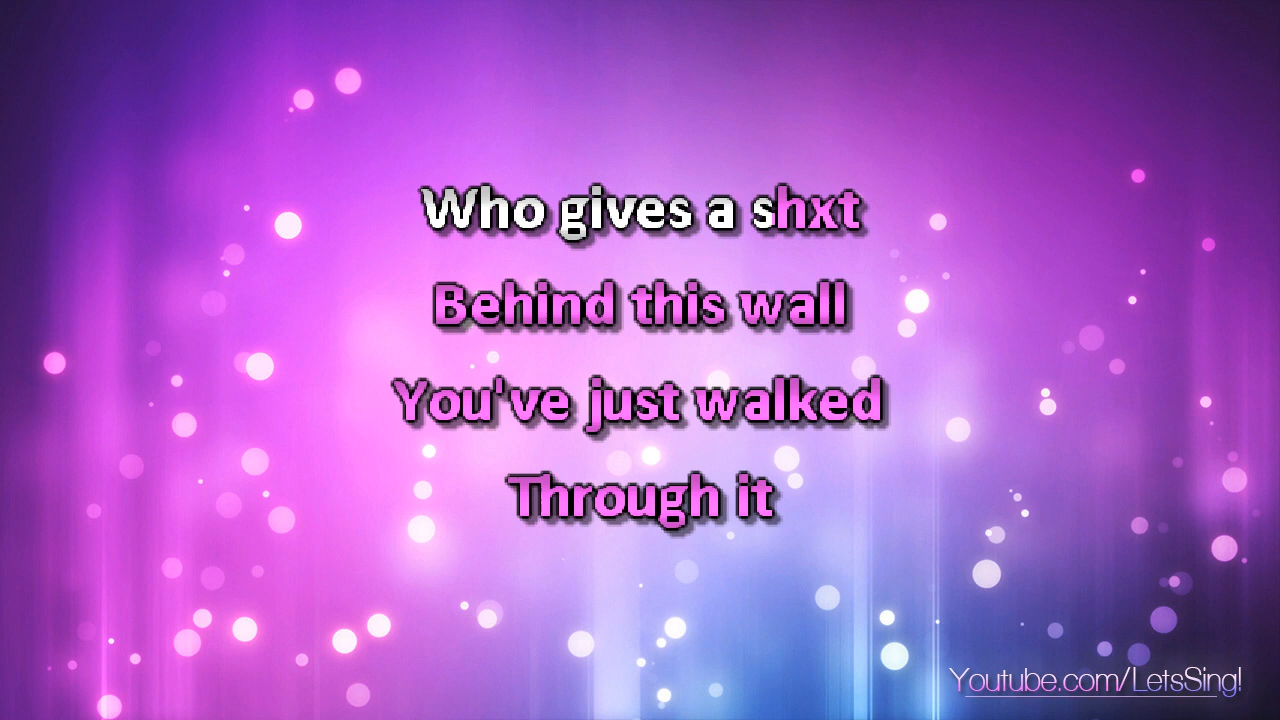 Who gives a shxt
Behind this wall
You've just walked
Through it
Youtube.com/LetsSing!